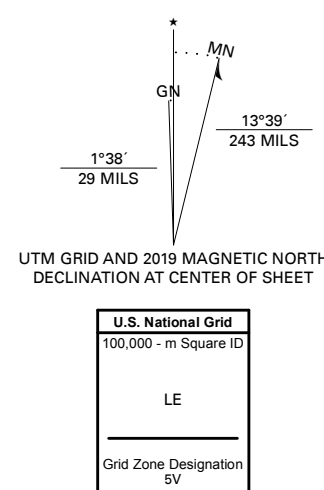 ★
MN
GN
13°39´
243 MILS
1°38´
29 MILS
UTM GRID AND 2019 MAGNETIC NORTH
DECLINATION AT CENTER OF SHEET
U.S. National Grid
100,000 - m Square ID
LE
Grid Zone Designation
5V